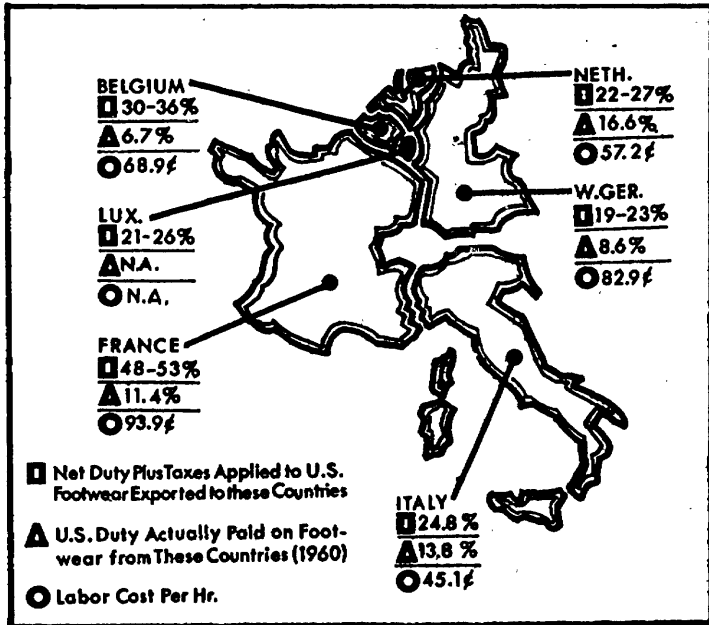 BELGIUM
30-36%
6.7%
68.9¢
NETH.
22-27%
16.6%
57.2¢
LUX.
21-26%
N.A.
N.A.
W.GER.
19-23%
8.6%
82.9¢
FRANCE
48-53%
11.4%
93.9¢
ITALY
24.8%
13.8%
45.1¢
Net Duty Plus Taxes Applied to U.S.
Footwear Exported to these Countries
U.S. Duty Actually Paid on Foot-
wear from These Countries (1960)
Labor Cost Per Hr.